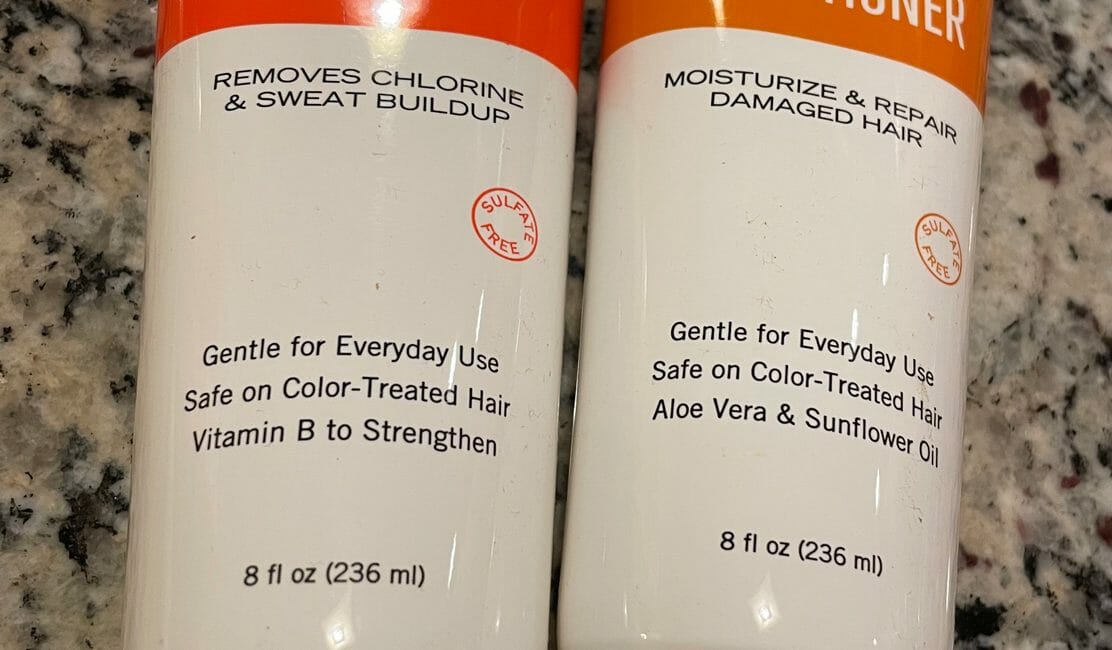 REMOVES CHLORINE
& SWEAT BUILDUP
SULFATE
FREE
Gentle for Everyday Use
Safe on Color-Treated Hair
Vitamin B to Strengthen
8 fl oz (236 ml)
MOISTURIZE & REPAIR
DAMAGED HAIR
SULFATE
FREE
Gentle for Everyday Use
Safe on Color-Treated Hair
Aloe Vera & Sunflower Oil
8 fl oz (236 ml)